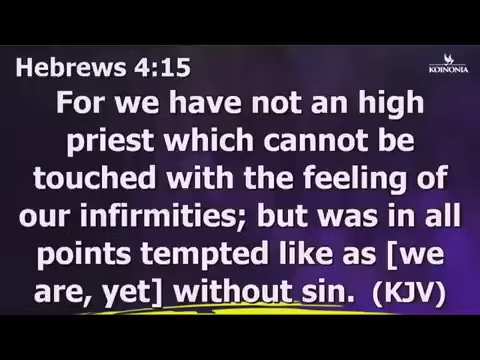 Hebrews 4:15
KOINONIA
For we have not an high
priest which cannot be
touched with the feeling of
our infirmities; but was in all
points tempted like as [we
are, yet] without sin. (KJV)